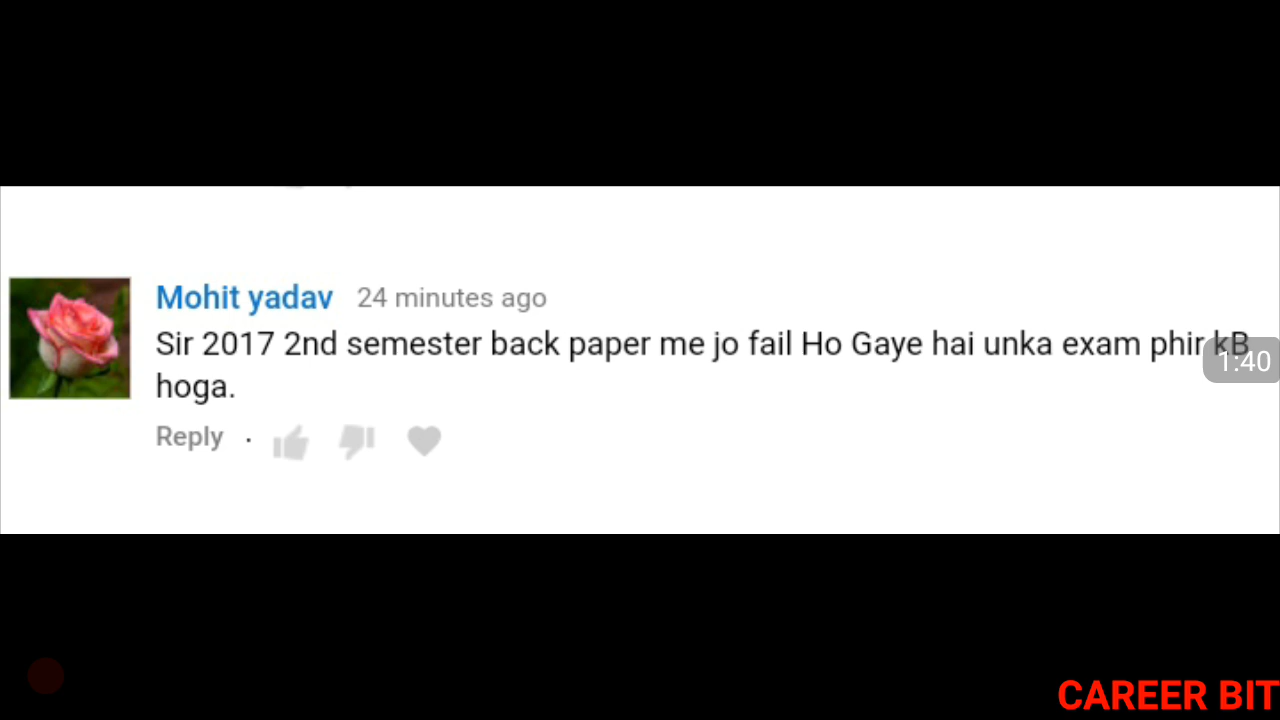 Mohit yadav 24 minutes ago
Sir 2017 2nd semester back paper me jo fail Ho Gaye hai unka exam phir kB
1:40
hoga.
Reply ·
CAREER BIT